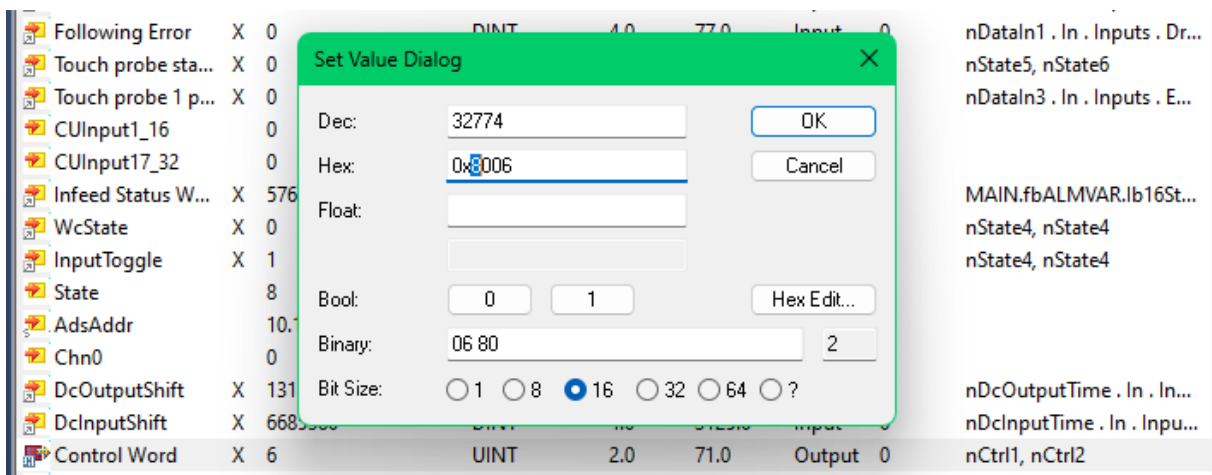 Following Error X 0 DINT 4.0 77.0 Input 0 nDataIn1 . In . Inputs . Dr...
Set Value Dialog
Touch probe sta... X 0 nState5, nState6
Touch probe 1 p... X 0 nDataIn3 . In . Inputs . E...
Dec: 32774 OK
CUInput1_16 0
CUInput17_32 0
Hex: 0x8006 Cancel
Infeed Status W... X 576 MAIN.fbALMVAR.Ib16St...
Float:
WcState X 0 nState4, nState4
InputToggle X 1 nState4, nState4
State 8
Bool: 0 1 Hex Edit...
AdsAddr 10.1
Binary: 06 80 2
Chn0 0
DcOutputShift X 131 nDcOutputTime . In . In...
Bit Size: 1 8 16 32 64 ?
DcInputShift X Input 0 nDcInputTime . In . Inpu...
Control Word X 6 UINT 2.0 71.0 Output 0 nCtrl1, nCtrl2